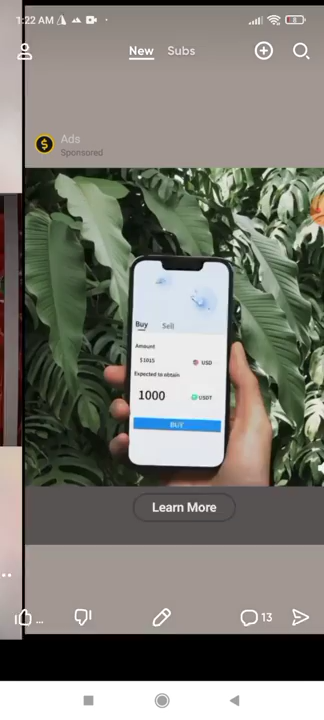 1:22 AM
New Subs
Ads
Sponsored
Buy Sell
Amount
$1015 USD
Expected to obtain
1000 USDT
BUY
Learn More
... 13